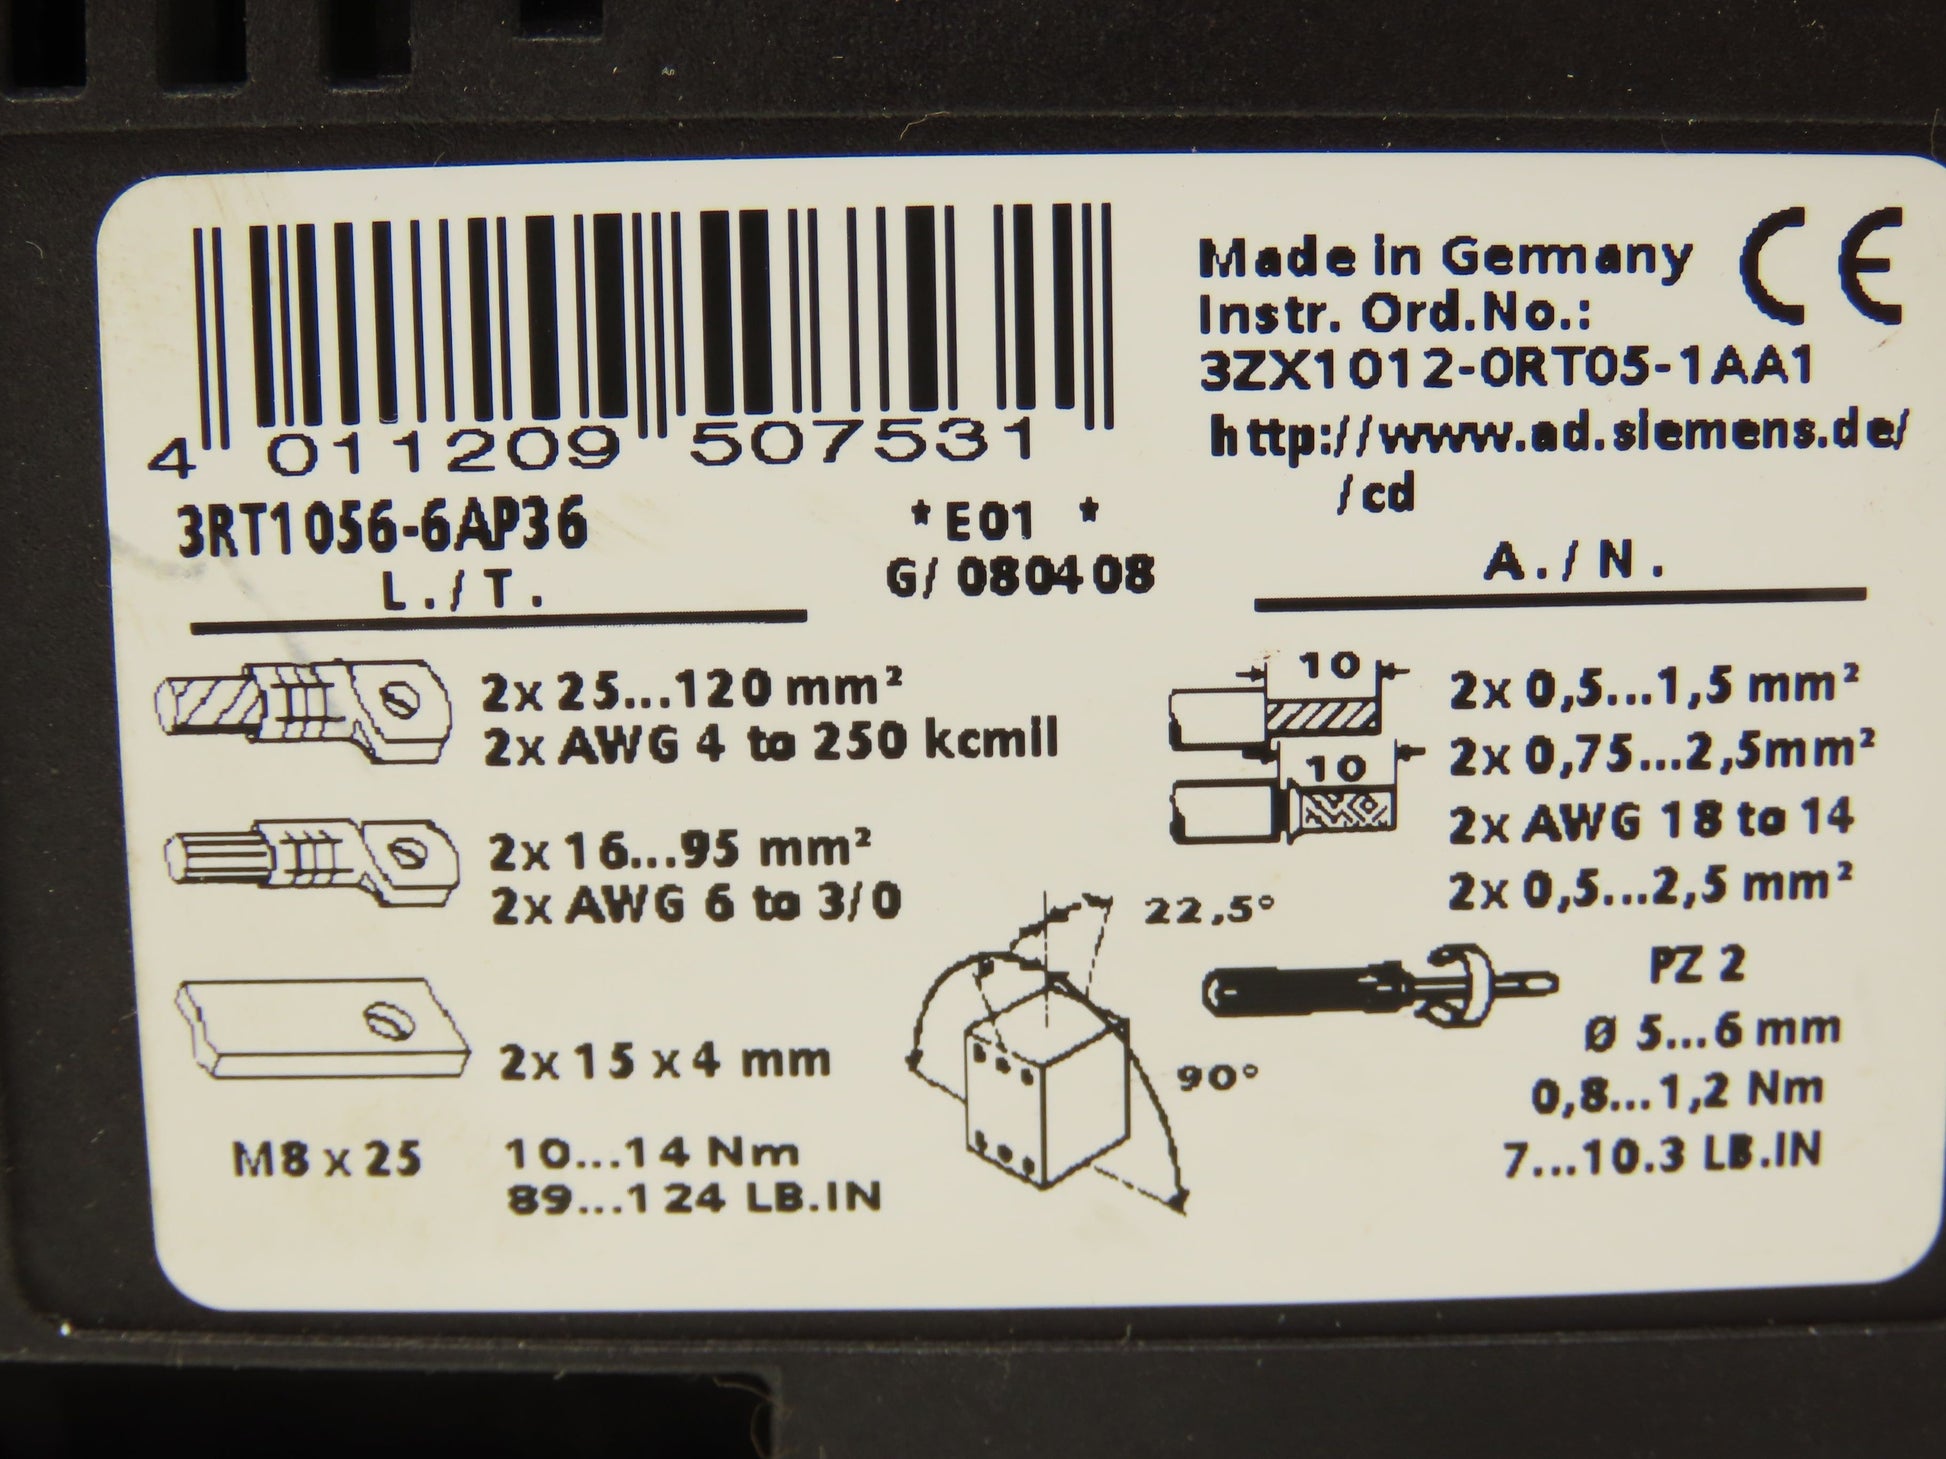 Made in Germany CE
Instr. Ord.No.:
3ZX1012-0RT05-1AA1
http://www.ad.siemens.de/
/cd
4 011209 507531
3RT1056-6AP36
*E01 *
G/ 080408
L./T.
2x 25...120 mm²
2x AWG 4 to 250 kcmil
2x 16...95 mm²
2x AWG 6 to 3/0
2x 15 x 4 mm
M8 x 25
10...14 Nm
89...124 LB.IN
22,5°
90°
A./N.
10
10
2x 0,5...1,5 mm²
2x 0,75...2,5mm²
2x AWG 18 to 14
2x 0,5...2,5 mm²
PZ 2
Ø 5...6 mm
0,8...1,2 Nm
7...10.3 LB.IN